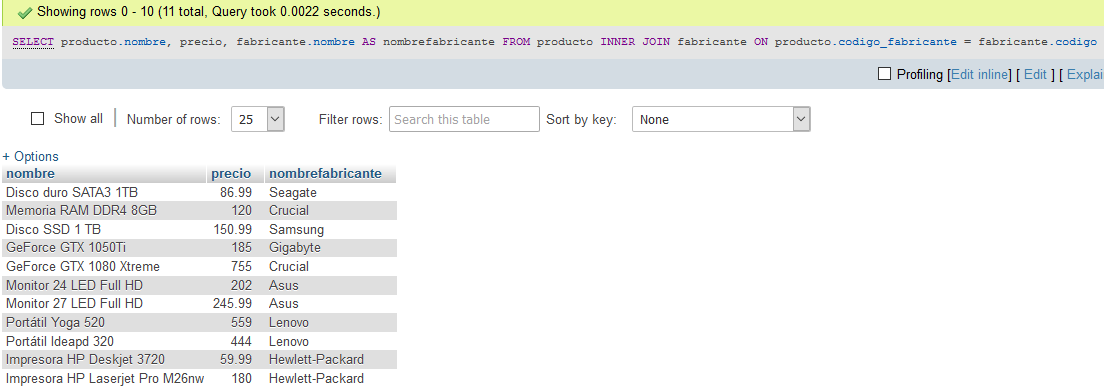 Showing rows 0 - 10 (11 total, Query took 0.0022 seconds.)
SELECT producto.nombre, precio, fabricante.nombre AS nombrefabricante FROM producto INNER JOIN fabricante ON producto.codigo_fabricante = fabricante.codigo
Profiling [Edit inline] [ Edit ] [ Explai
Show all | Number of rows: 25 Filter rows: Search this table Sort by key: None
+ Options
nombre precio nombrefabricante
Disco duro SATA3 1TB 86.99 Seagate
Memoria RAM DDR4 8GB 120 Crucial
Disco SSD 1 TB 150.99 Samsung
GeForce GTX 1050Ti 185 Gigabyte
GeForce GTX 1080 Xtreme 755 Crucial
Monitor 24 LED Full HD 202 Asus
Monitor 27 LED Full HD 245.99 Asus
Portátil Yoga 520 559 Lenovo
Portátil Ideapd 320 444 Lenovo
Impresora HP Deskjet 3720 59.99 Hewlett-Packard
Impresora HP Laserjet Pro M26nw 180 Hewlett-Packard